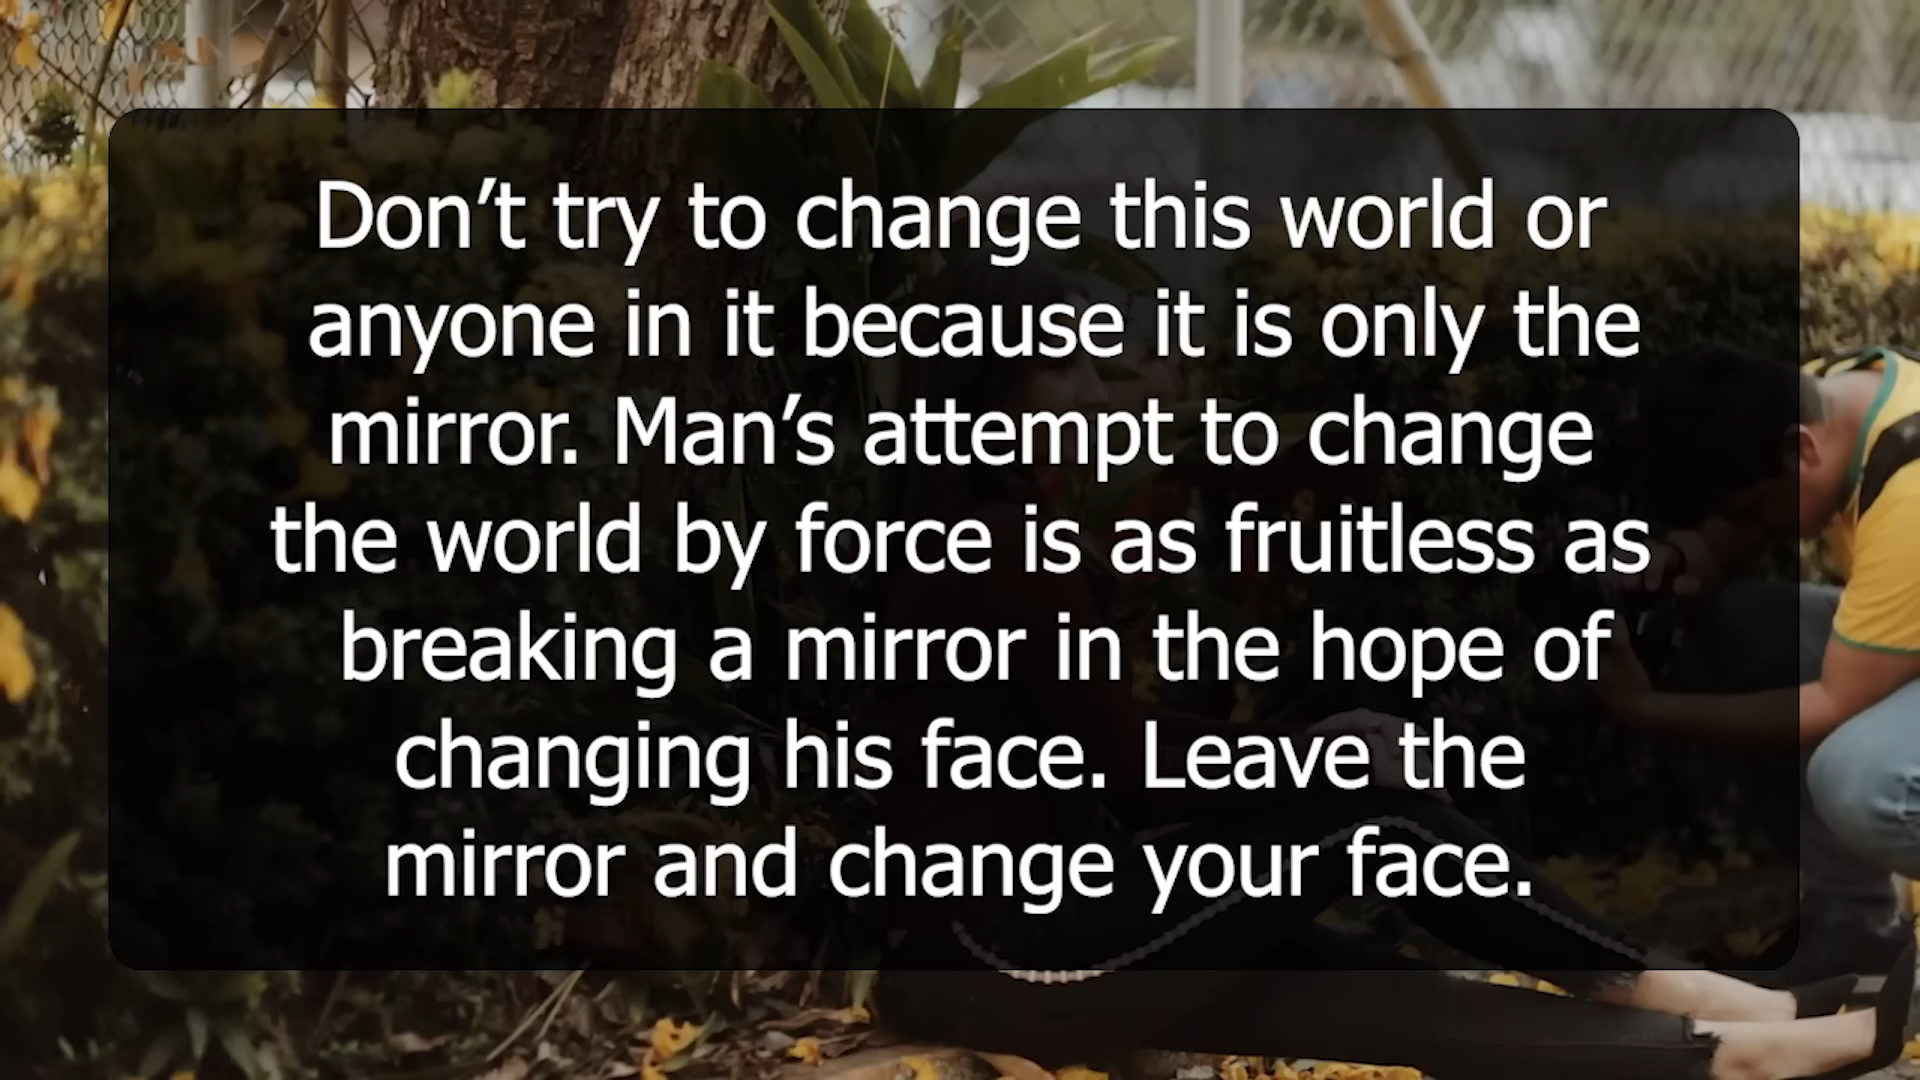 Don’t try to change this world or
anyone in it because it is only the
mirror. Man’s attempt to change
the world by force is as fruitless as
breaking a mirror in the hope of
changing his face. Leave the
mirror and change your face.